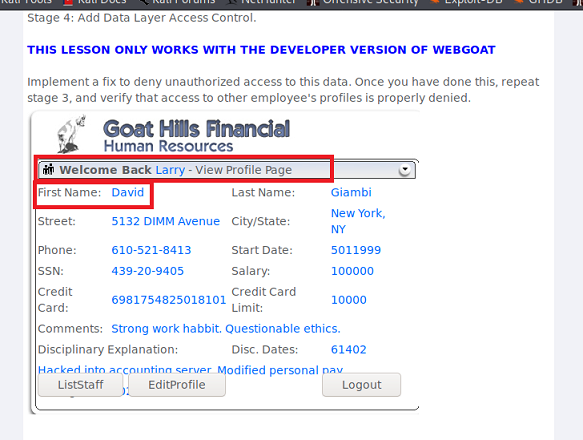 Kali Docs Kali Forums NetHunter Offensive Security Exploit-DB GHDB
Stage 4: Add Data Layer Access Control.
THIS LESSON ONLY WORKS WITH THE DEVELOPER VERSION OF WEBGOAT
Implement a fix to deny unauthorized access to this data. Once you have done this, repeat
stage 3, and verify that access to other employee's profiles is properly denied.
Goat Hills Financial
Human Resources
Welcome Back Larry - View Profile Page
First Name: David Last Name: Giambi
Street: 5132 DIMM Avenue City/State: New York,
NY
Phone: 610-521-8413 Start Date: 5011999
SSN: 439-20-9405 Salary: 100000
Credit Card: 6981754825018101 Credit Card Limit: 10000
Comments: Strong work habbit. Questionable ethics.
Disciplinary Explanation: Disc. Dates: 61402
Hacked into accounting server. Modified personal pay.
ListStaff EditProfile Logout